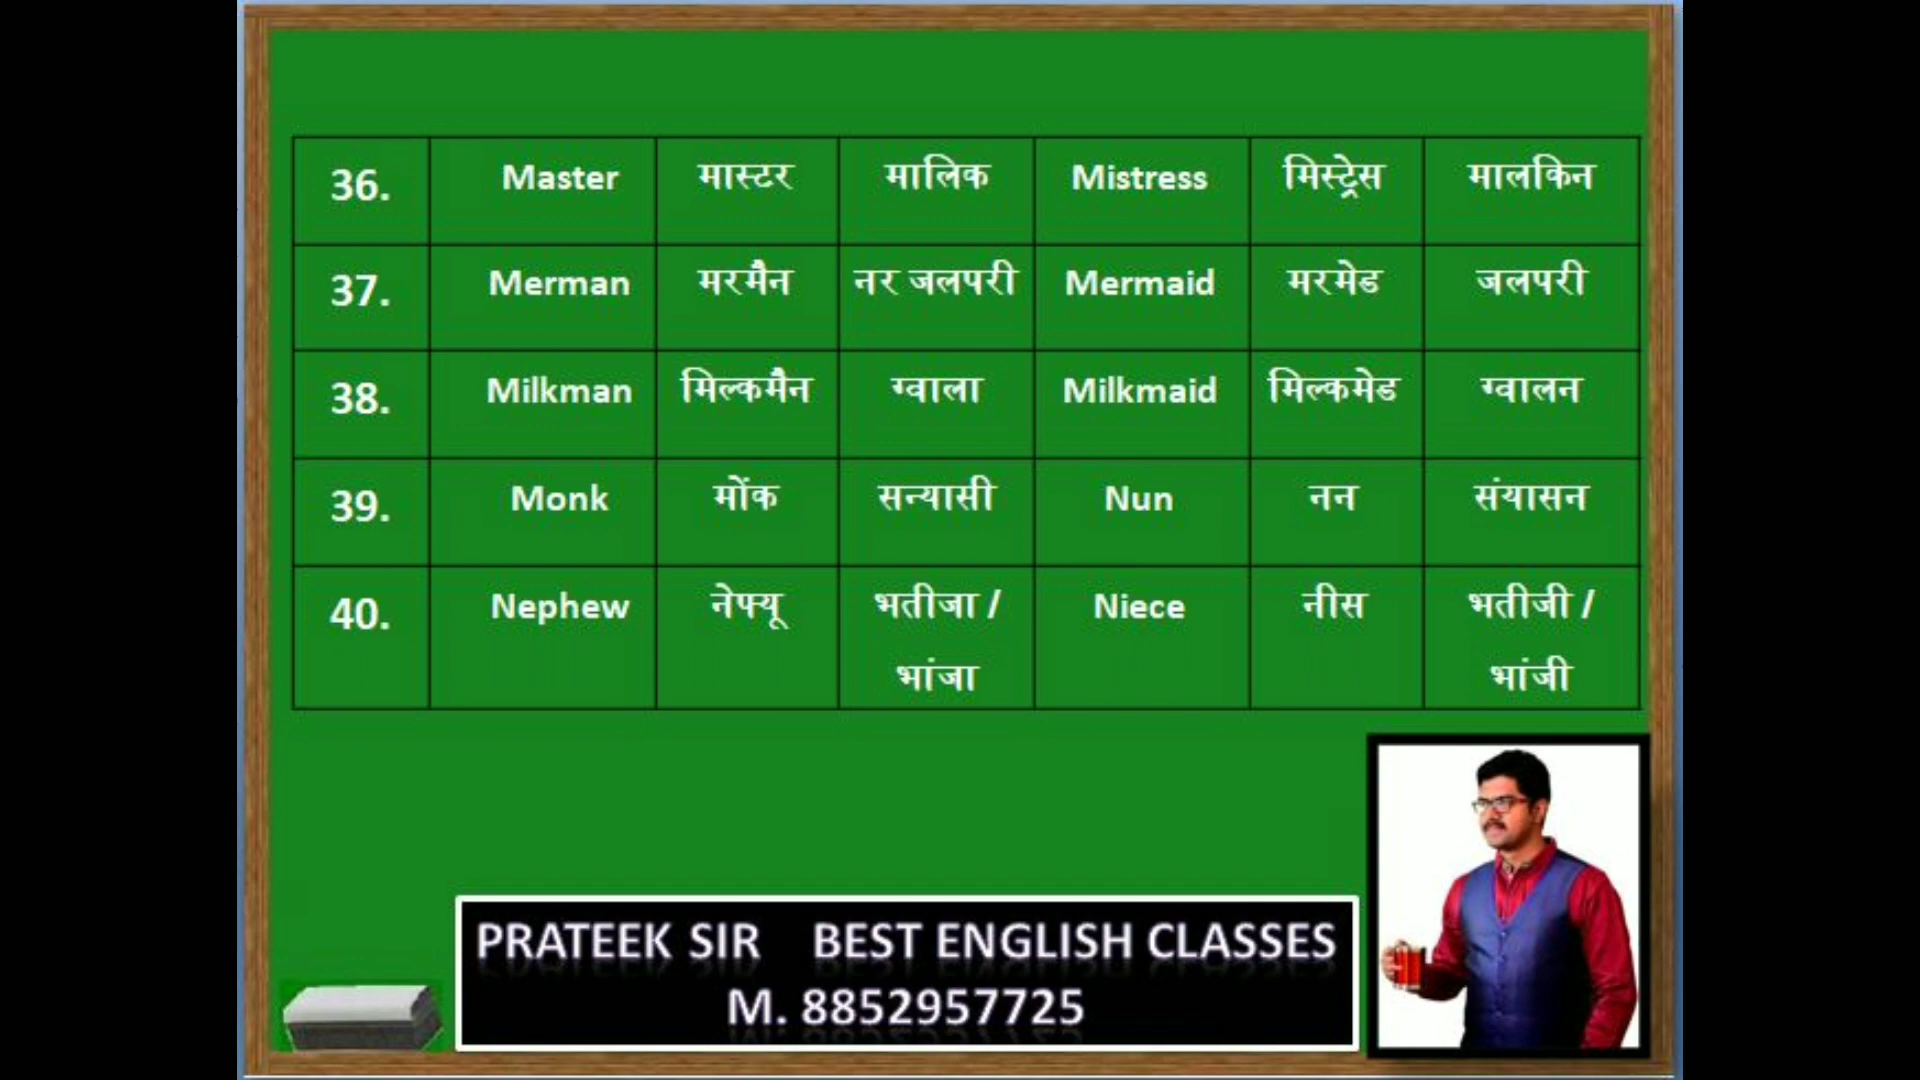 36. Master मास्टर मालिक Mistress मिस्ट्रेस मालकिन
37. Merman मरमैन नर जलपरी Mermaid मरमेड जलपरी
38. Milkman मिल्कमैन ग्वाला Milkmaid मिल्कमेड ग्वालन
39. Monk मोंक सन्यासी Nun नन संयासन
40. Nephew नेफ्यू भतीजा / Niece नीस भतीजी /
भांजा भांजी
PRATEEK SIR BEST ENGLISH CLASSES
M. 8852957725